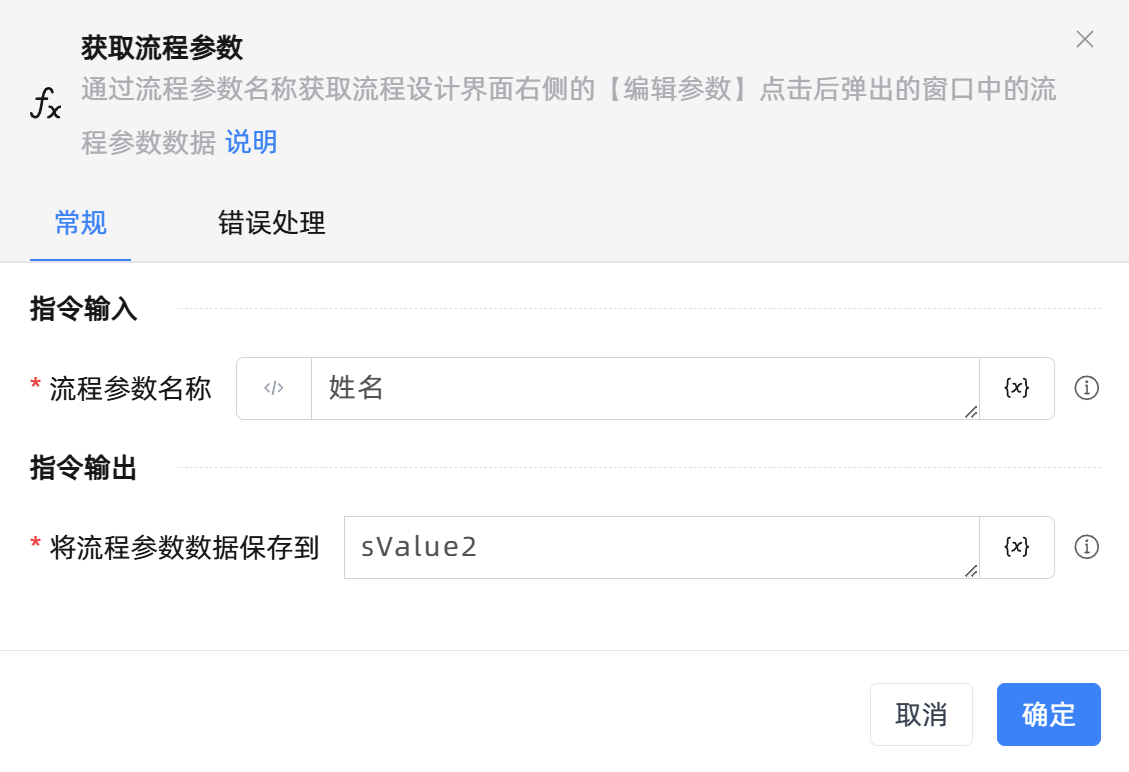 获取流程参数
通过流程参数名称获取流程设计界面右侧的【编辑参数】点击后弹出的窗口中的流
程参数数据 说明
常规 错误处理
指令输入
* 流程参数名称 </> 姓名 {x}
指令输出
* 将流程参数数据保存到 sValue2 {x}
取消 确定